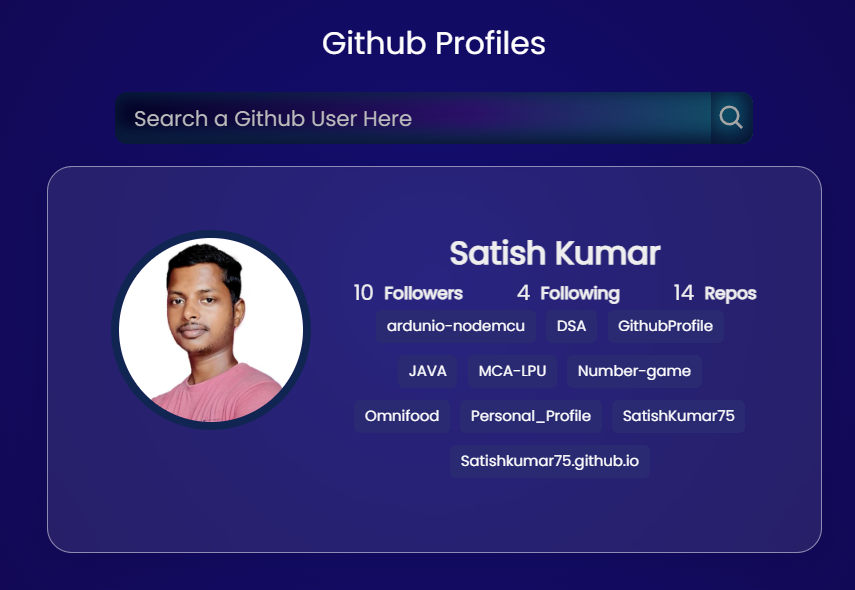 Github Profiles
Search a Github User Here
Satish Kumar
10 Followers 4 Following 14 Repos
ardunio-nodemcu DSA GithubProfile
JAVA MCA-LPU Number-game
Omnifood Personal_Profile SatishKumar75
Satishkumar75.github.io